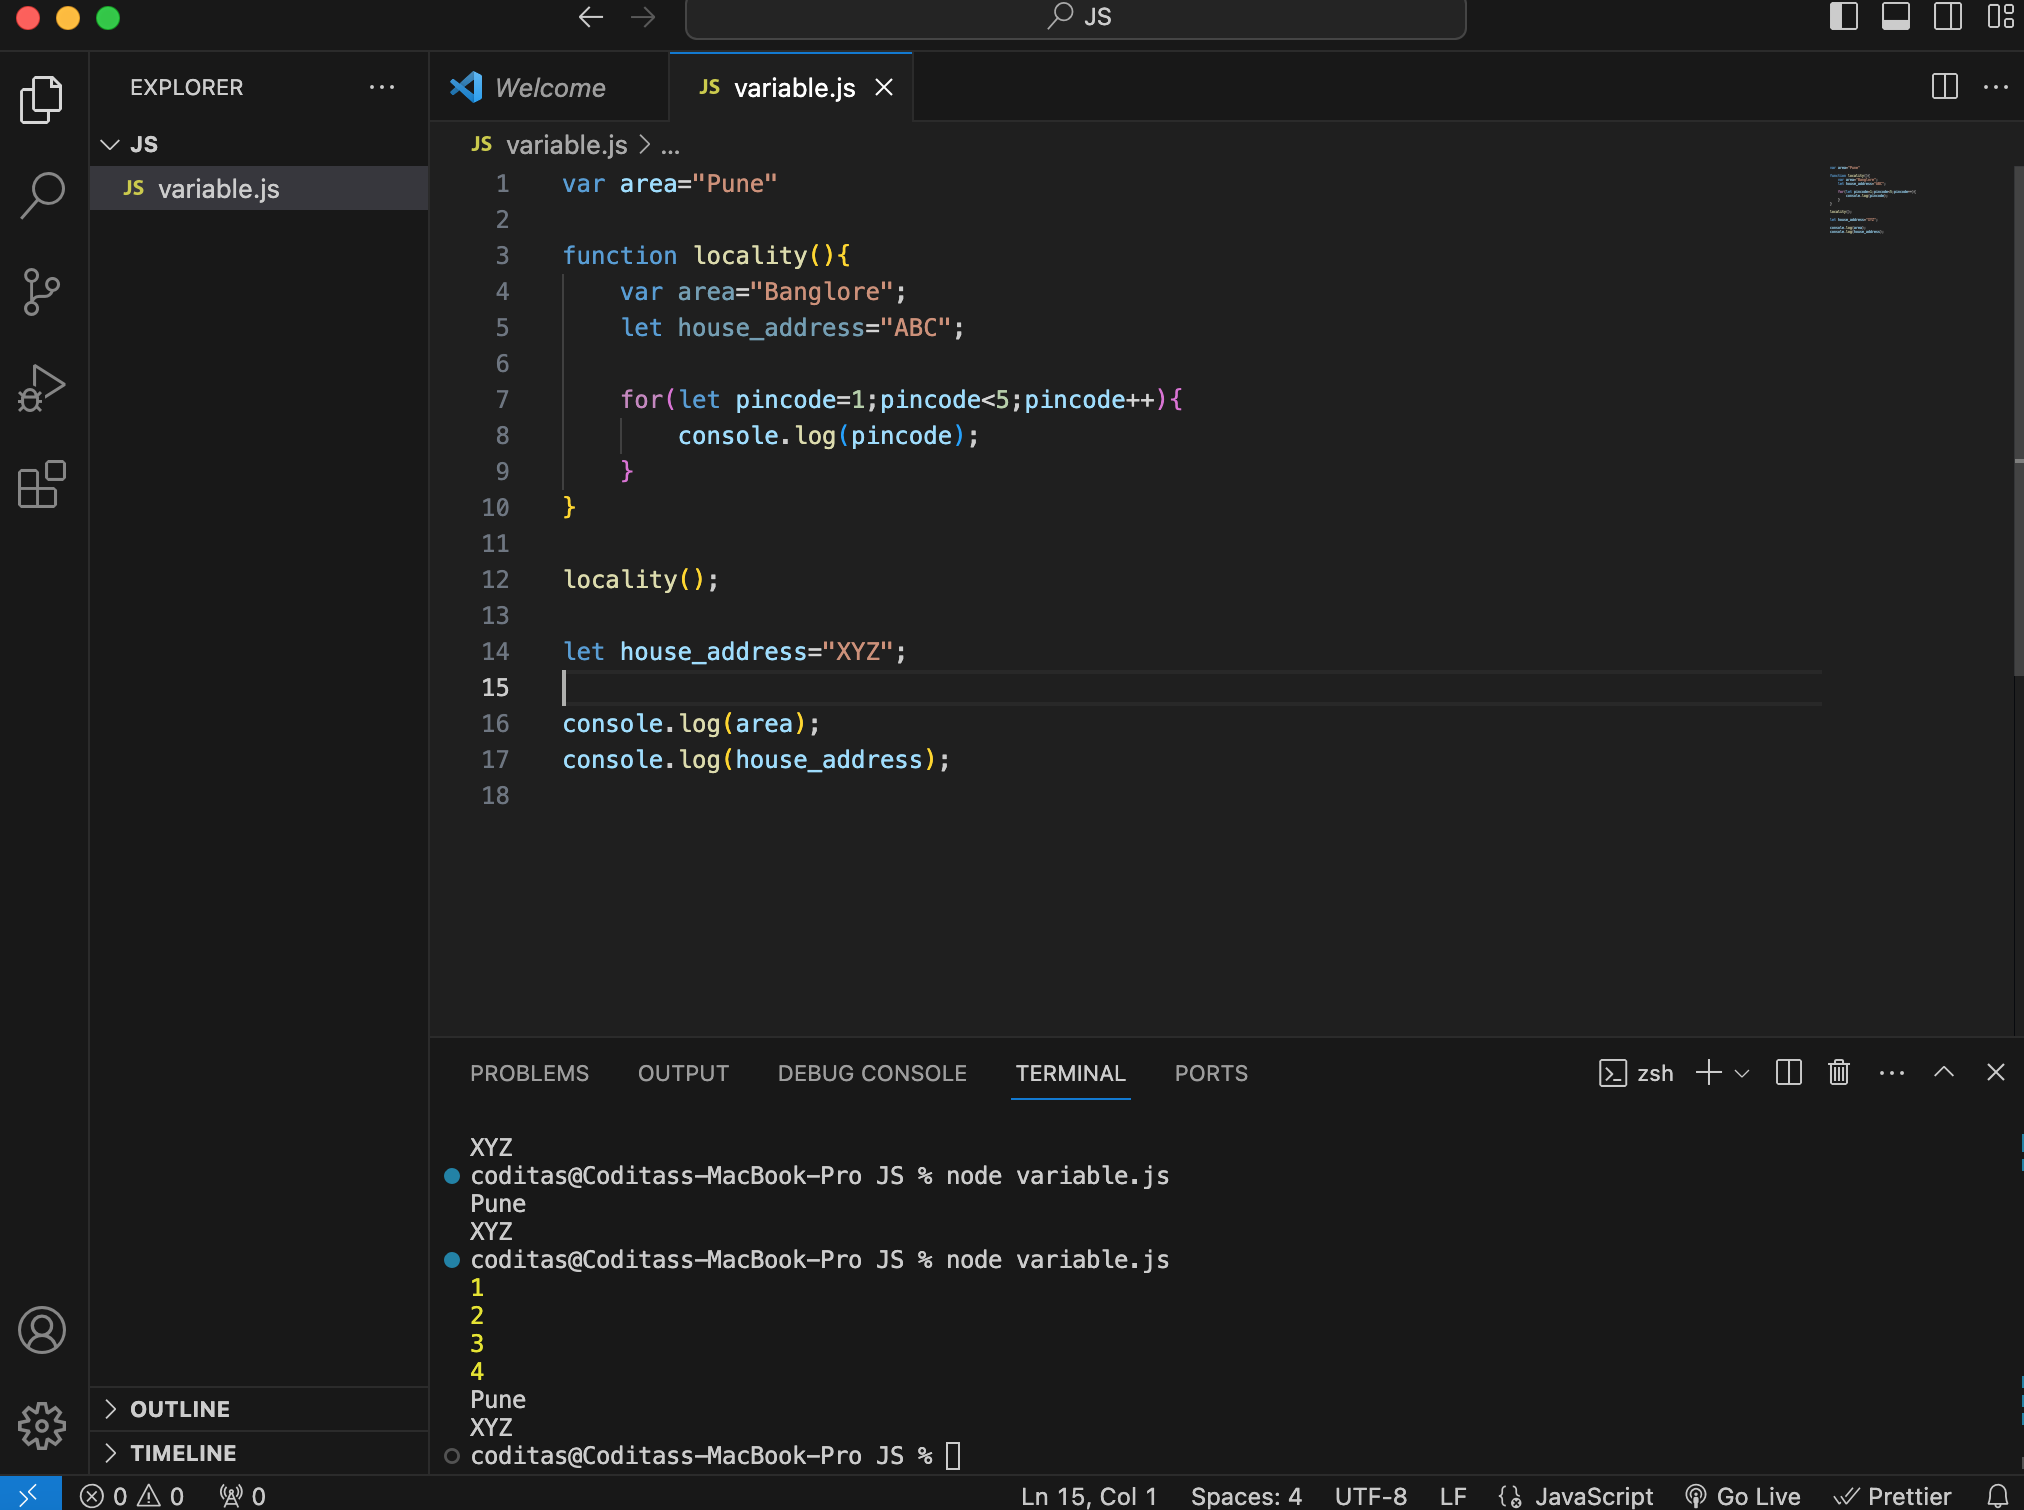 JS
EXPLORER
Welcome
JS variable.js
JS
JS variable.js > ...
JS variable.js
1 var area="Pune"
2
3 function locality(){
4 var area="Banglore";
5 let house_address="ABC";
6
7 for(let pincode=1;pincode<5;pincode++){
8 console.log(pincode);
9 }
10 }
11
12 locality();
13
14 let house_address="XYZ";
15
16 console.log(area);
17 console.log(house_address);
18
PROBLEMS OUTPUT DEBUG CONSOLE TERMINAL PORTS zsh
XYZ
coditas@Coditass-MacBook-Pro JS % node variable.js
Pune
XYZ
coditas@Coditass-MacBook-Pro JS % node variable.js
1
2
3
4
Pune
XYZ
coditas@Coditass-MacBook-Pro JS %
OUTLINE
TIMELINE
0 0 0 Ln 15, Col 1 Spaces: 4 UTF-8 LF {} JavaScript Go Live Prettier